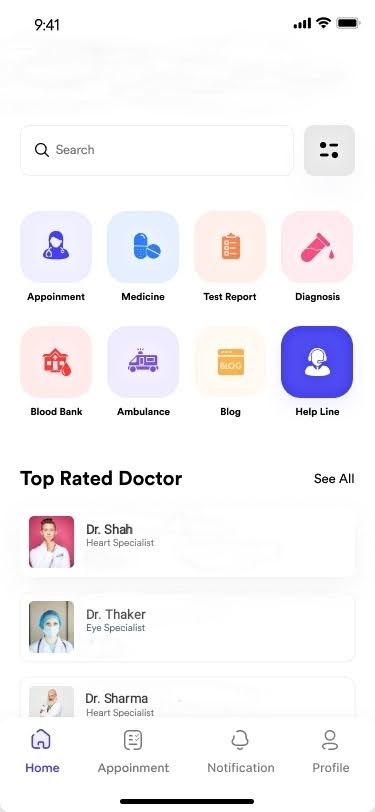 9:41
Search
Appoinment Medicine Test Report Diagnosis
Blood Bank Ambulance Blog Help Line
BLOG
Top Rated Doctor See All
Dr. Shah
Heart Specialist
Dr. Thaker
Eye Specialist
Dr. Sharma
Heart Specialist
Home Appoinment Notification Profile